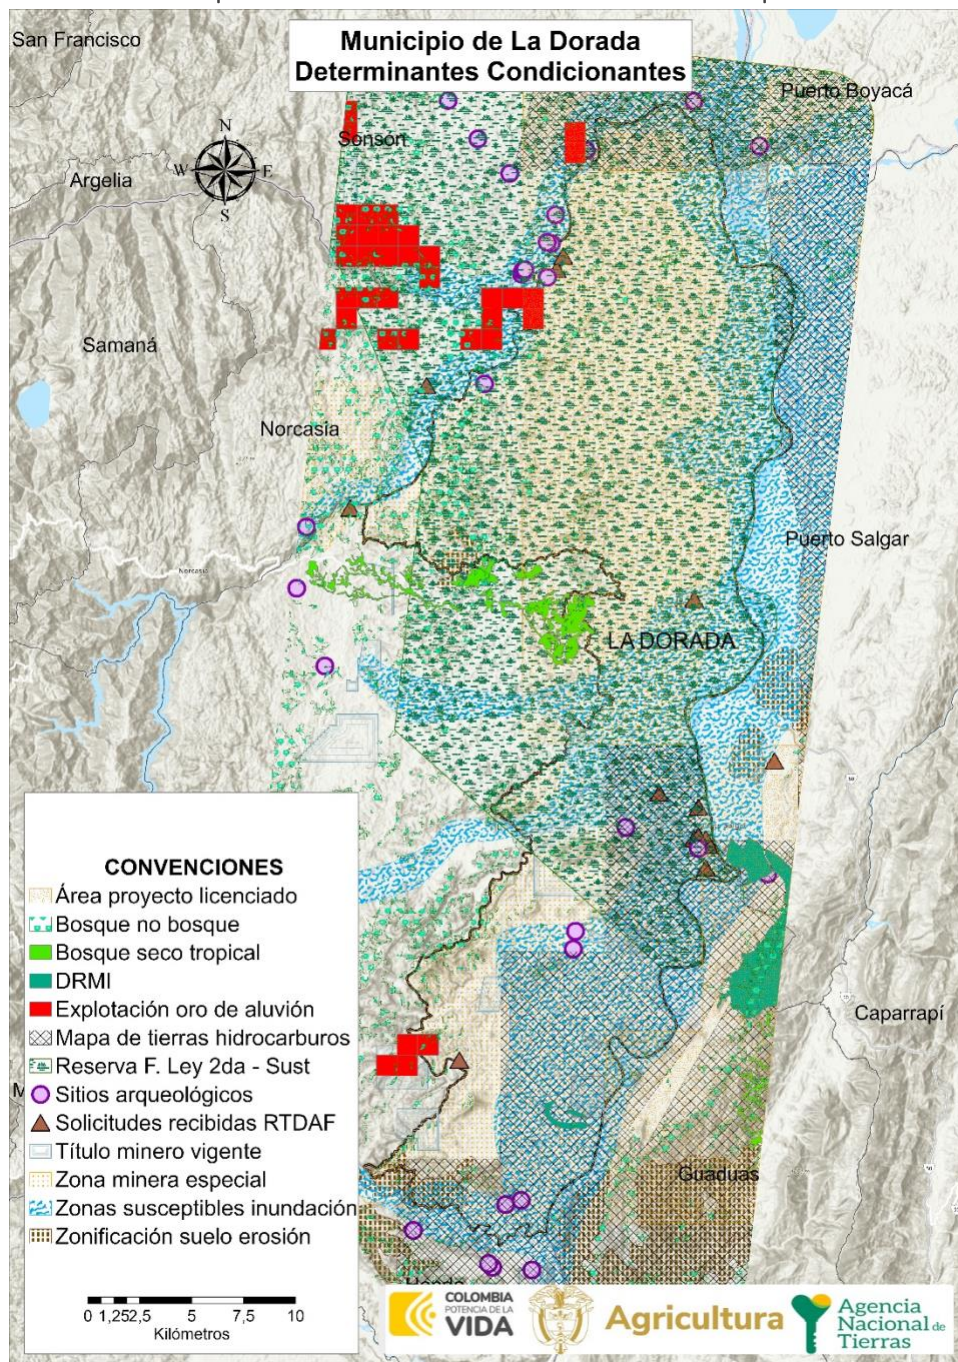 Municipio de La Dorada
Determinantes Condicionantes
San Francisco
Puerto Boyacá
Sonsón
N
W
E
S
Argelia
Samaná
Norcasia
Puerto Salgar
Norcasia
LA DORADA
Caparrapí
Guaduas
CONVENCIONES
Área proyecto licenciado
Bosque no bosque
Bosque seco tropical
DRMI
Explotación oro de aluvión
Mapa de tierras hidrocarburos
Reserva F. Ley 2da - Sust
Sitios arqueológicos
Solicitudes recibidas RTDAF
Título minero vigente
Zona minera especial
Zonas susceptibles inundación
Zonificación suelo erosión
0 1,25 2,5 5 7,5 10
Kilómetros
COLOMBIA
POTENCIA DE LA
VIDA
Agricultura
Agencia
Nacional de
Tierras